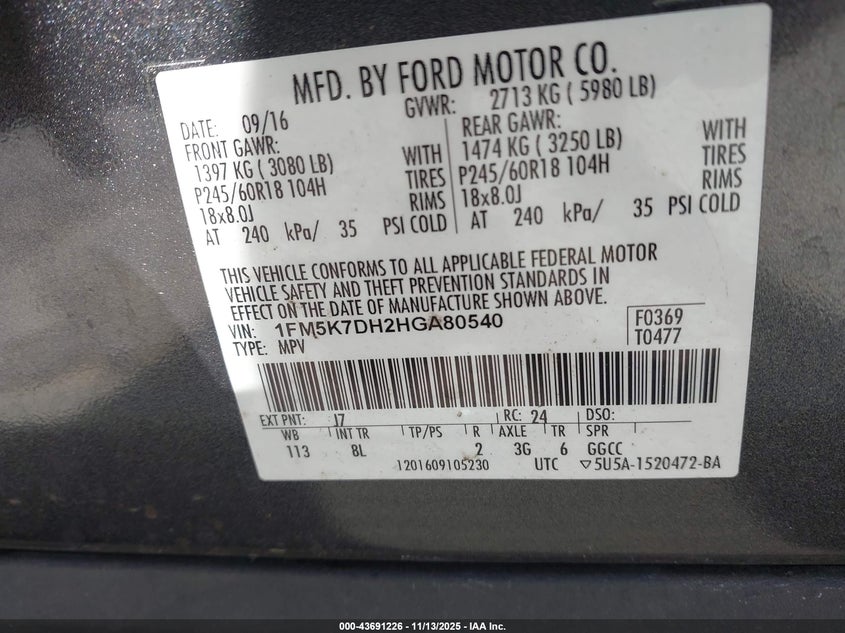 MFD. BY FORD MOTOR CO.
DATE: 09/16 GVWR: 2713 KG ( 5980 LB)
FRONT GAWR: REAR GAWR:
1397 KG ( 3080 LB) WITH 1474 KG ( 3250 LB) WITH
P245/60R18 104H TIRES P245/60R18 104H TIRES
18x8.0J RIMS 18x8.0J RIMS
AT 240 kPa/ 35 PSI COLD AT 240 kPa/ 35 PSI COLD
THIS VEHICLE CONFORMS TO ALL APPLICABLE FEDERAL MOTOR
VEHICLE SAFETY AND THEFT PREVENTION STANDARDS IN
EFFECT ON THE DATE OF MANUFACTURE SHOWN ABOVE.
VIN: 1FM5K7DH2HGA80540 F0369
TYPE: MPV T0477
EXT PNT: J7 RC: 24 DSO:
WB INT TR TP/PS R AXLE TR SPR
113 8L 2 3G 6 GGCC
1201609105230 UTC ▽5U5A-1520472-BA
000-43691226 - 11/13/2025 - IAA Inc.